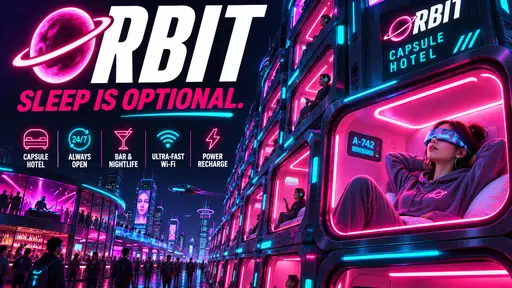 ORBIT
SLEEP IS OPTIONAL.
CAPSULE
HOTEL
24/7
ALWAYS
OPEN
BAR &
NIGHTLIFE
ULTRA-FAST
Wi-Fi
POWER
RECHARGE
ORBIT
CAPSULE
HOTEL
A-742